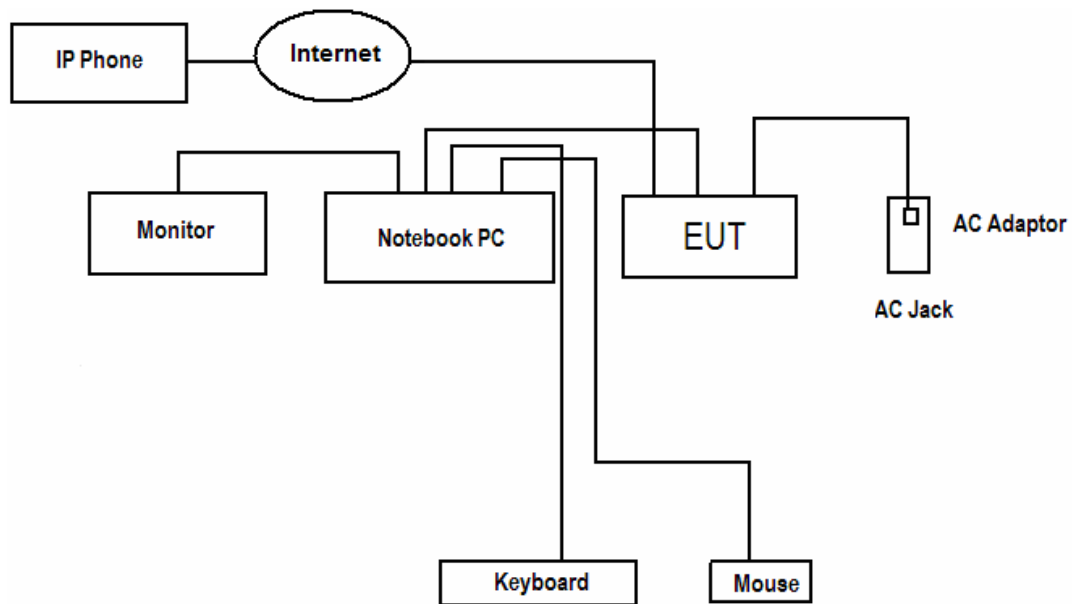 IP Phone
Internet
Monitor
Notebook PC
EUT
AC Adaptor
AC Jack
Keyboard
Mouse